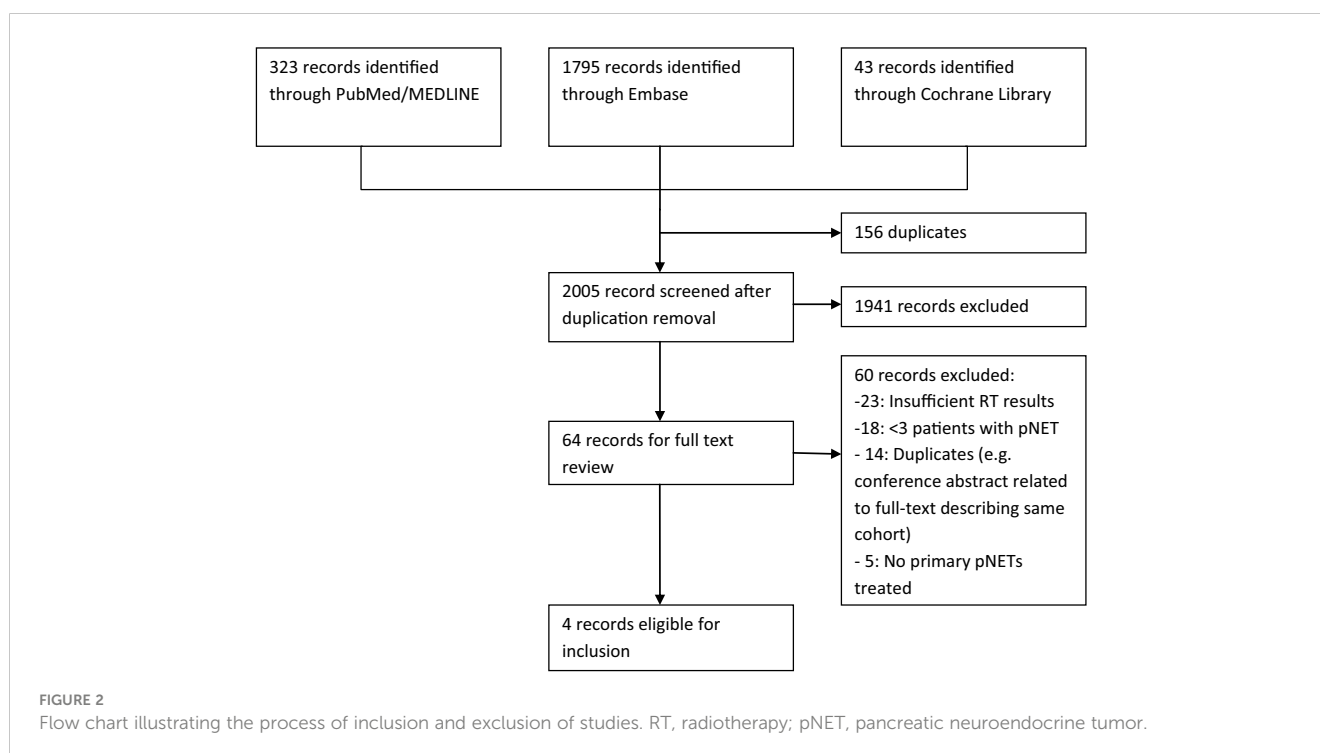 323 records identified
through PubMed/MEDLINE
1795 records identified
through Embase
43 records identified
through Cochrane Library
156 duplicates
2005 record screened after
duplication removal
1941 records excluded
60 records excluded:
-23: Insufficient RT results
-18: <3 patients with pNET
- 14: Duplicates (e.g.
conference abstract related
to full-text describing same
cohort)
- 5: No primary pNETs
treated
64 records for full text
review
4 records eligible for
inclusion
FIGURE 2
Flow chart illustrating the process of inclusion and exclusion of studies. RT, radiotherapy; pNET, pancreatic neuroendocrine tumor.